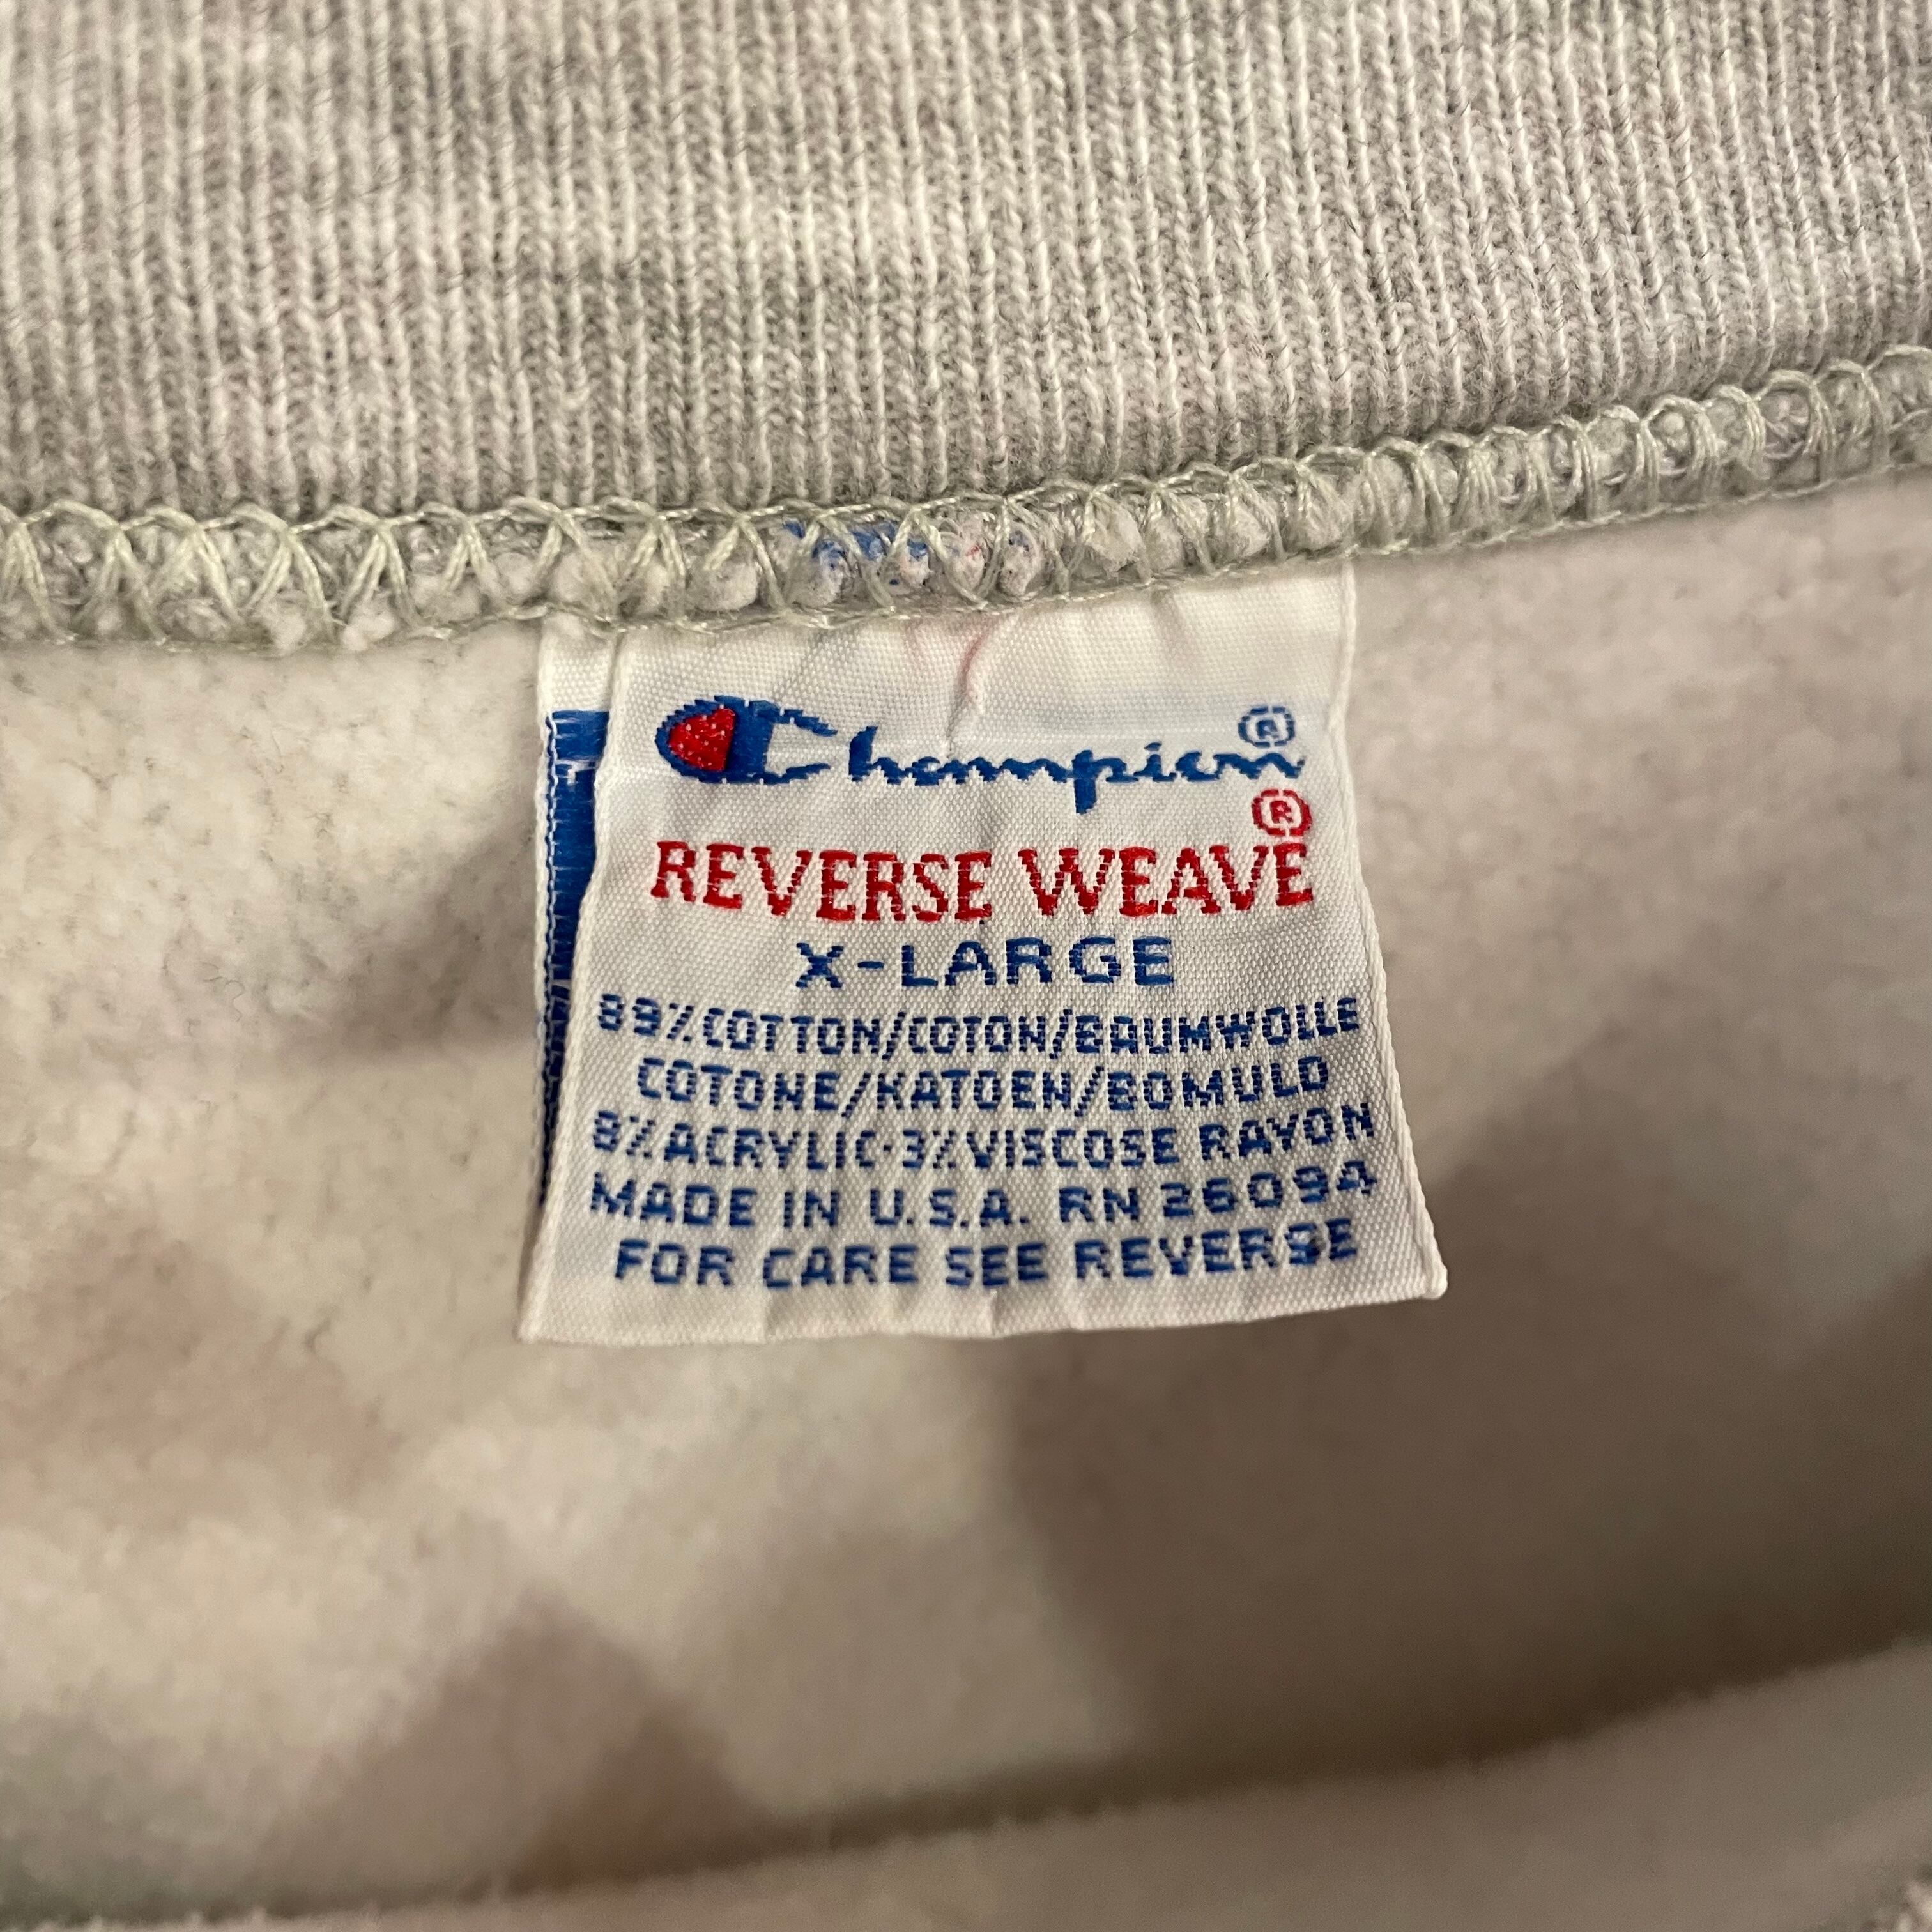 Champion®
REVERSE WEAVE®
X-LARGE
89% COTTON/COTON/BAUMWOLLE
COTONE/KATOEN/BOMULD
8% ACRYLIC·3% VISCOSE RAYON
MADE IN U.S.A. RN 26094
FOR CARE SEE REVERSE